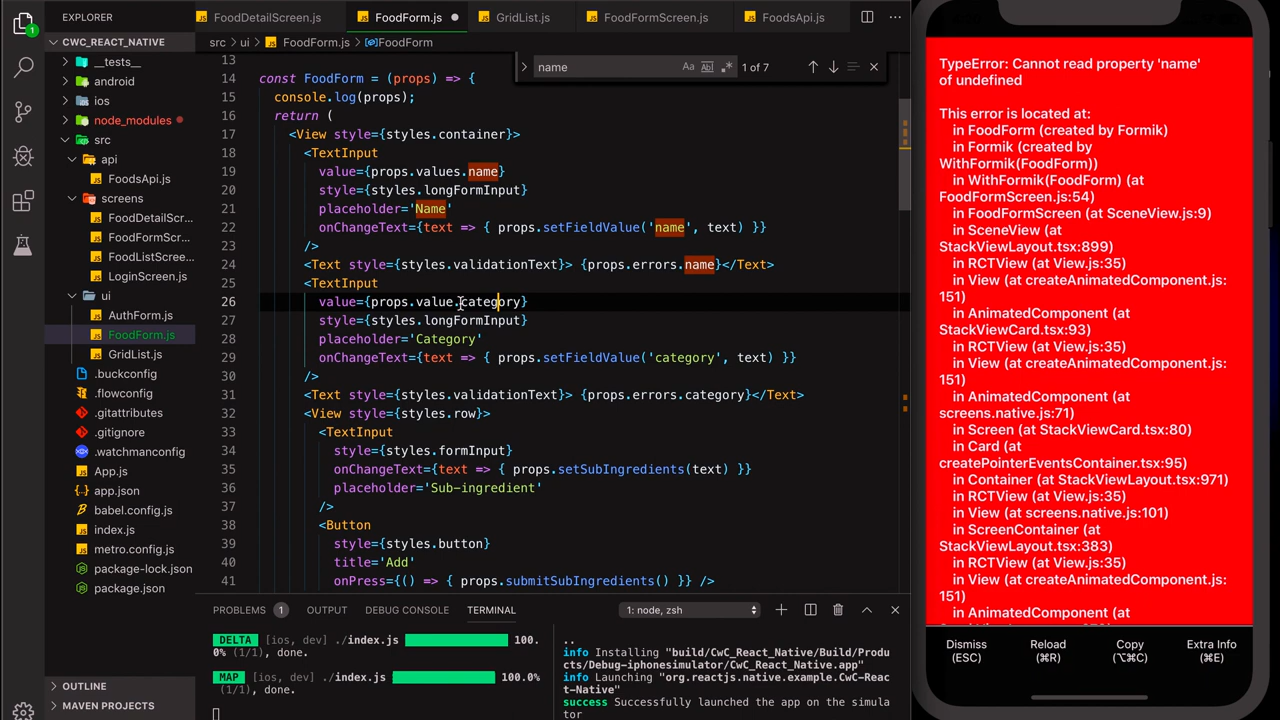 EXPLORER
1
FoodDetailScreen.js
FoodForm.js
GridList.js
FoodFormScreen.js
FoodsApi.js
src › ui › FoodForm.js › FoodForm
CWC_REACT_NATIVE
__tests__
android
ios
node_modules
src
api
FoodsApi.js
screens
FoodDetailScr...
FoodFormScr...
FoodListScree...
LoginScreen.js
ui
AuthForm.js
FoodForm.js
GridList.js
.buckconfig
.flowconfig
.gitattributes
.gitignore
.watchmanconfig
App.js
app.json
babel.config.js
index.js
metro.config.js
package-lock.json
package.json
OUTLINE
MAVEN PROJECTS
name
Aa Abl .* 1 of 7
13
14 const FoodForm = (props) => {
15 console.log(props);
16 return (
17 <View style={styles.container}>
18 <TextInput
19 value={props.values.name}
20 style={styles.longFormInput}
21 placeholder='Name'
22 onChangeText={text => { props.setFieldValue('name', text) }}
23 />
24 <Text style={styles.validationText}> {props.errors.name}</Text>
25 <TextInput
26 value={props.value.category}
27 style={styles.longFormInput}
28 placeholder='Category'
29 onChangeText={text => { props.setFieldValue('category', text) }}
30 />
31 <Text style={styles.validationText}> {props.errors.category}</Text>
32 <View style={styles.row}>
33 <TextInput
34 style={styles.formInput}
35 onChangeText={text => { props.setSubIngredients(text) }}
36 placeholder='Sub-ingredient'
37 />
38 <Button
39 style={styles.button}
40 title='Add'
41 onPress={() => { props.submitSubIngredients() }} />
PROBLEMS 1 OUTPUT DEBUG CONSOLE TERMINAL 1: node, zsh
DELTA [ios, dev] ./index.js 100.
0% (1/1), done.
MAP [ios, dev] ./index.js 100.0%
(1/1), done.
..
info Installing "build/CwC_React_Native/Build/Produ
cts/Debug-iphonesimulator/CwC_React_Native.app"
info Launching "org.reactjs.native.example.CwC-Reac
t-Native"
success Successfully launched the app on the simula
tor
TypeError: Cannot read property 'name'
of undefined
This error is located at:
in FoodForm (created by Formik)
in Formik (created by
WithFormik(FoodForm))
in WithFormik(FoodForm) (at
FoodFormScreen.js:54)
in FoodFormScreen (at SceneView.js:9)
in SceneView (at
StackViewLayout.tsx:899)
in RCTView (at View.js:35)
in View (at createAnimatedComponent.js:
151)
in AnimatedComponent (at
StackViewCard.tsx:93)
in RCTView (at View.js:35)
in View (at createAnimatedComponent.js:
151)
in AnimatedComponent (at
screens.native.js:71)
in Screen (at StackViewCard.tsx:80)
in Card (at
createPointerEventsContainer.tsx:95)
in Container (at StackViewLayout.tsx:971)
in RCTView (at View.js:35)
in View (at screens.native.js:101)
in ScreenContainer (at
StackViewLayout.tsx:383)
in RCTView (at View.js:35)
in View (at createAnimatedComponent.js:
151)
in AnimatedComponent (at
Dismiss
(ESC)
Reload
(⌘R)
Copy
(⌥⌘C)
Extra Info
(⌘E)